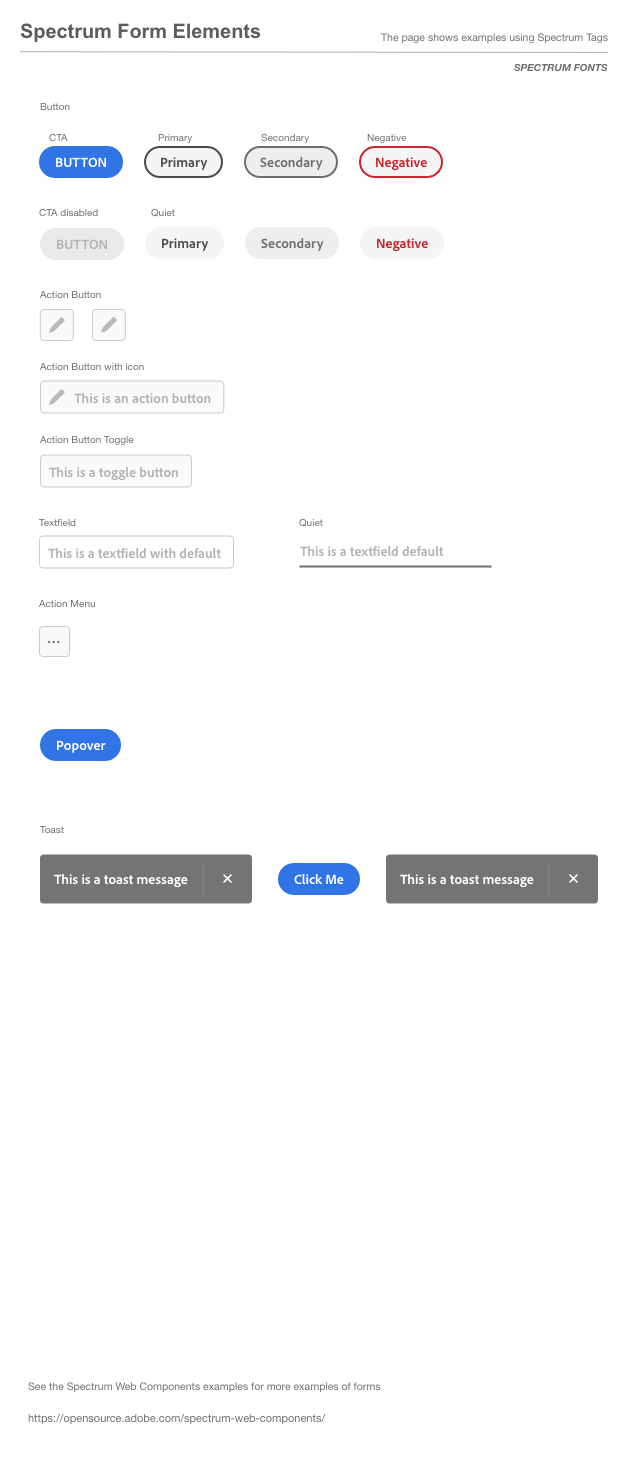 Spectrum Form Elements
The page shows examples using Spectrum Tags
SPECTRUM FONTS
Button
CTA Primary Secondary Negative
BUTTON Primary Secondary Negative
CTA disabled Quiet
BUTTON Primary Secondary Negative
Action Button
Action Button with icon
This is an action button
Action Button Toggle
This is a toggle button
Textfield Quiet
This is a textfield with default This is a textfield default
Action Menu
...
Popover
Toast
This is a toast message ✕ Click Me This is a toast message ✕
See the Spectrum Web Components examples for more examples of forms
https://opensource.adobe.com/spectrum-web-components/